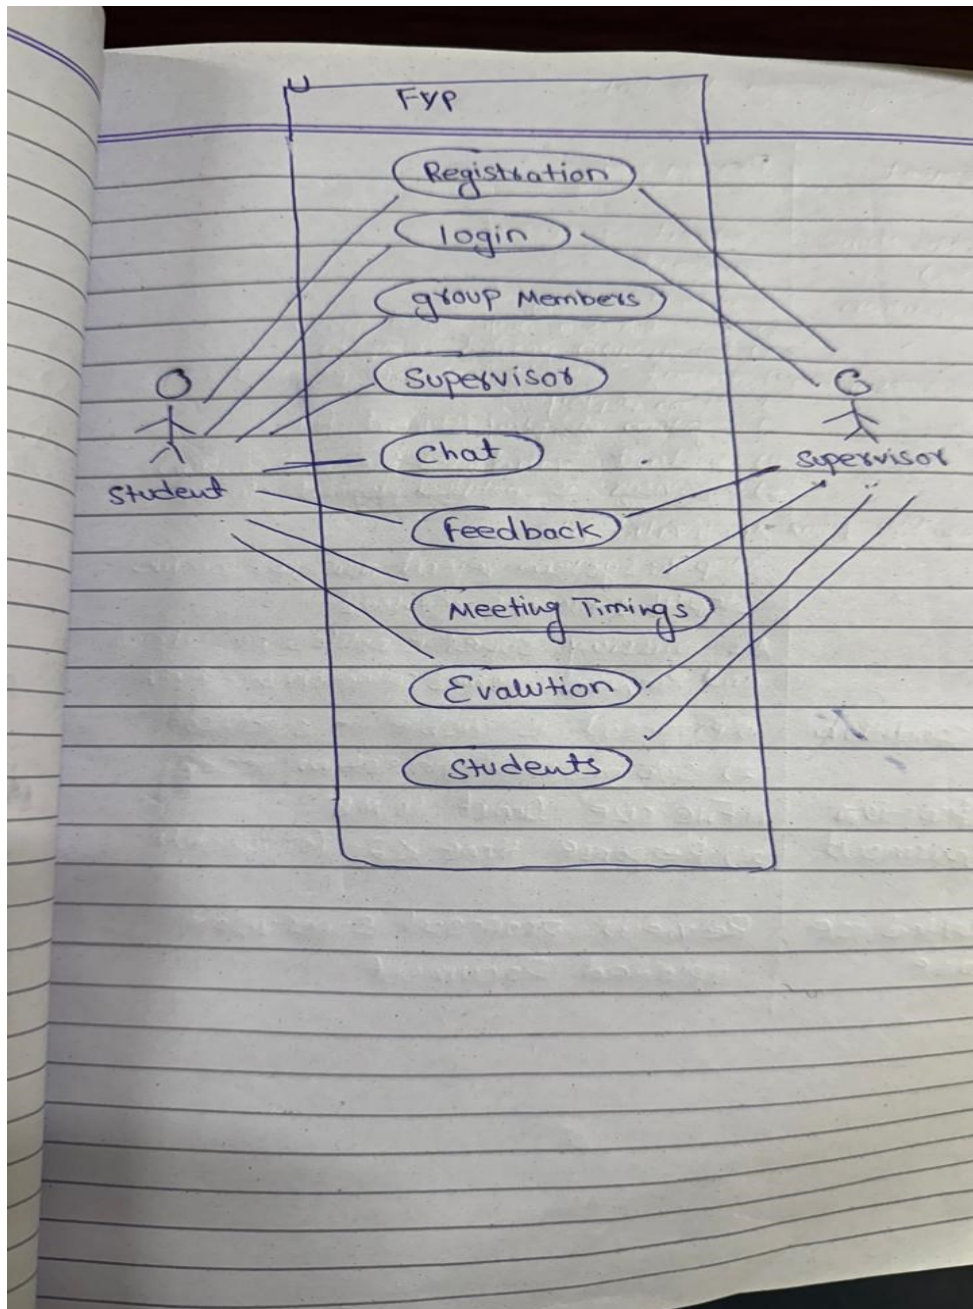 FYP
Registration
login
group Members
Supervisor
Chat
Student
supervisor
Feedback
Meeting Timings
Evalution
Students